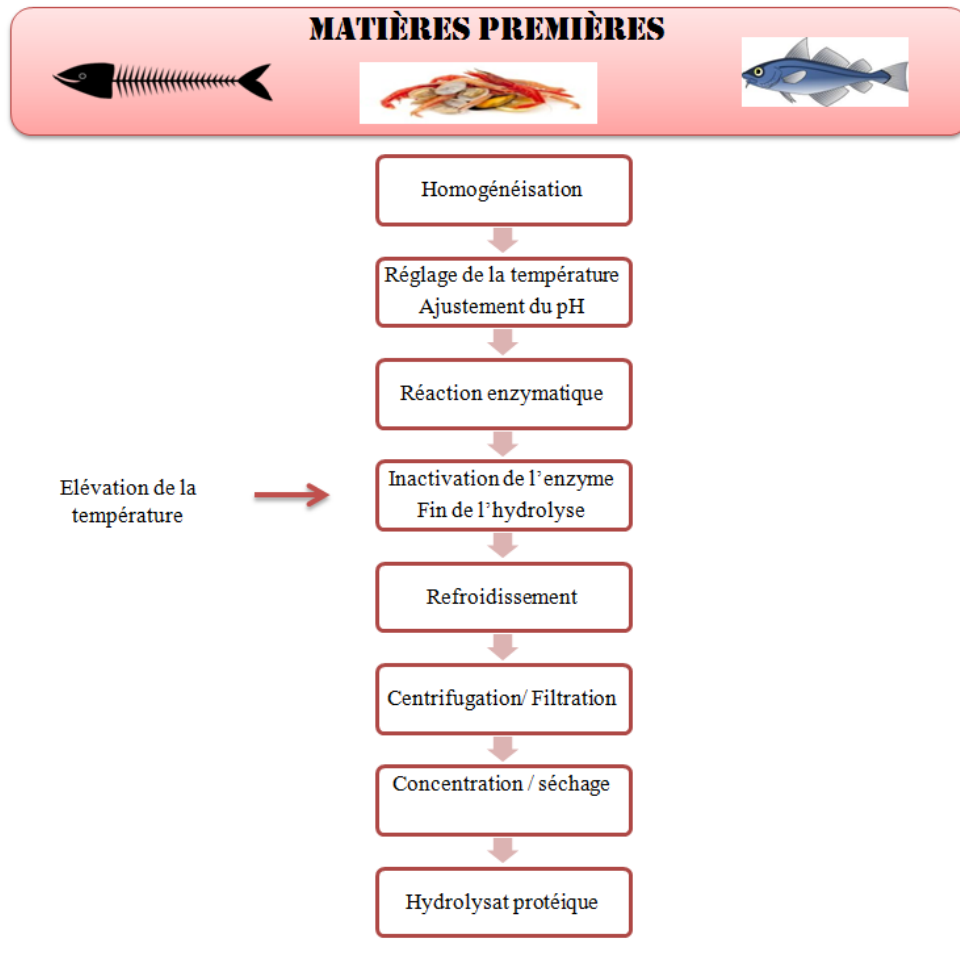 MATIÈRES PREMIÈRES
Homogénéisation
Réglage de la température
Ajustement du pH
Réaction enzymatique
Elévation de la
température
Inactivation de l’enzyme
Fin de l’hydrolyse
Refroidissement
Centrifugation/ Filtration
Concentration / séchage
Hydrolysat protéique